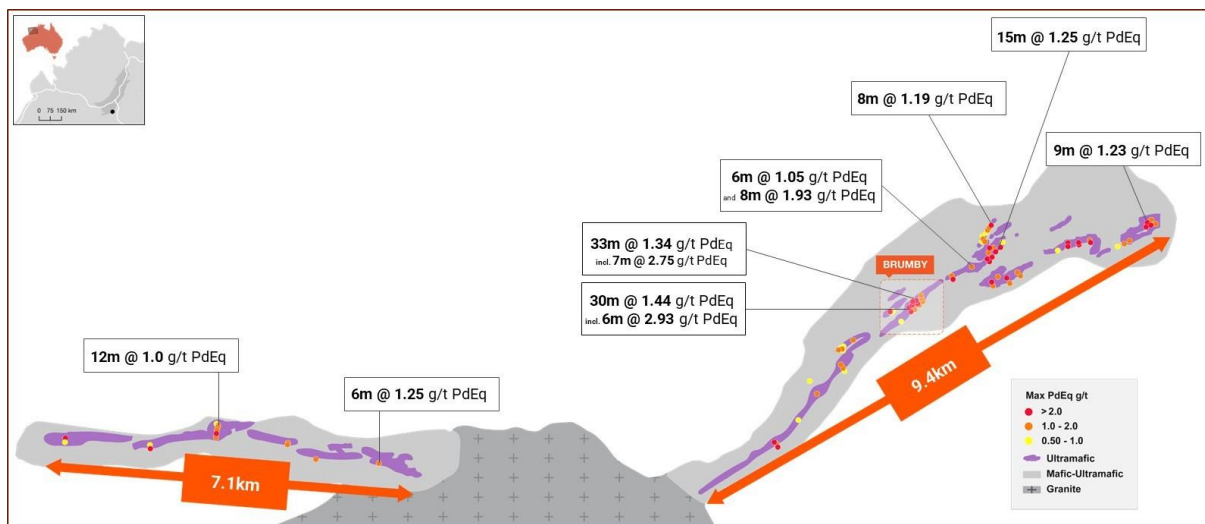 0 75 150 km
15m @ 1.25 g/t PdEq
8m @ 1.19 g/t PdEq
9m @ 1.23 g/t PdEq
6m @ 1.05 g/t PdEq
and 8m @ 1.93 g/t PdEq
33m @ 1.34 g/t PdEq
incl. 7m @ 2.75 g/t PdEq
BRUMBY
30m @ 1.44 g/t PdEq
incl. 6m @ 2.93 g/t PdEq
12m @ 1.0 g/t PdEq
6m @ 1.25 g/t PdEq
7.1km
9.4km
Max PdEq g/t
> 2.0
1.0 - 2.0
0.50 - 1.0
Ultramafic
Mafic-Ultramafic
Granite